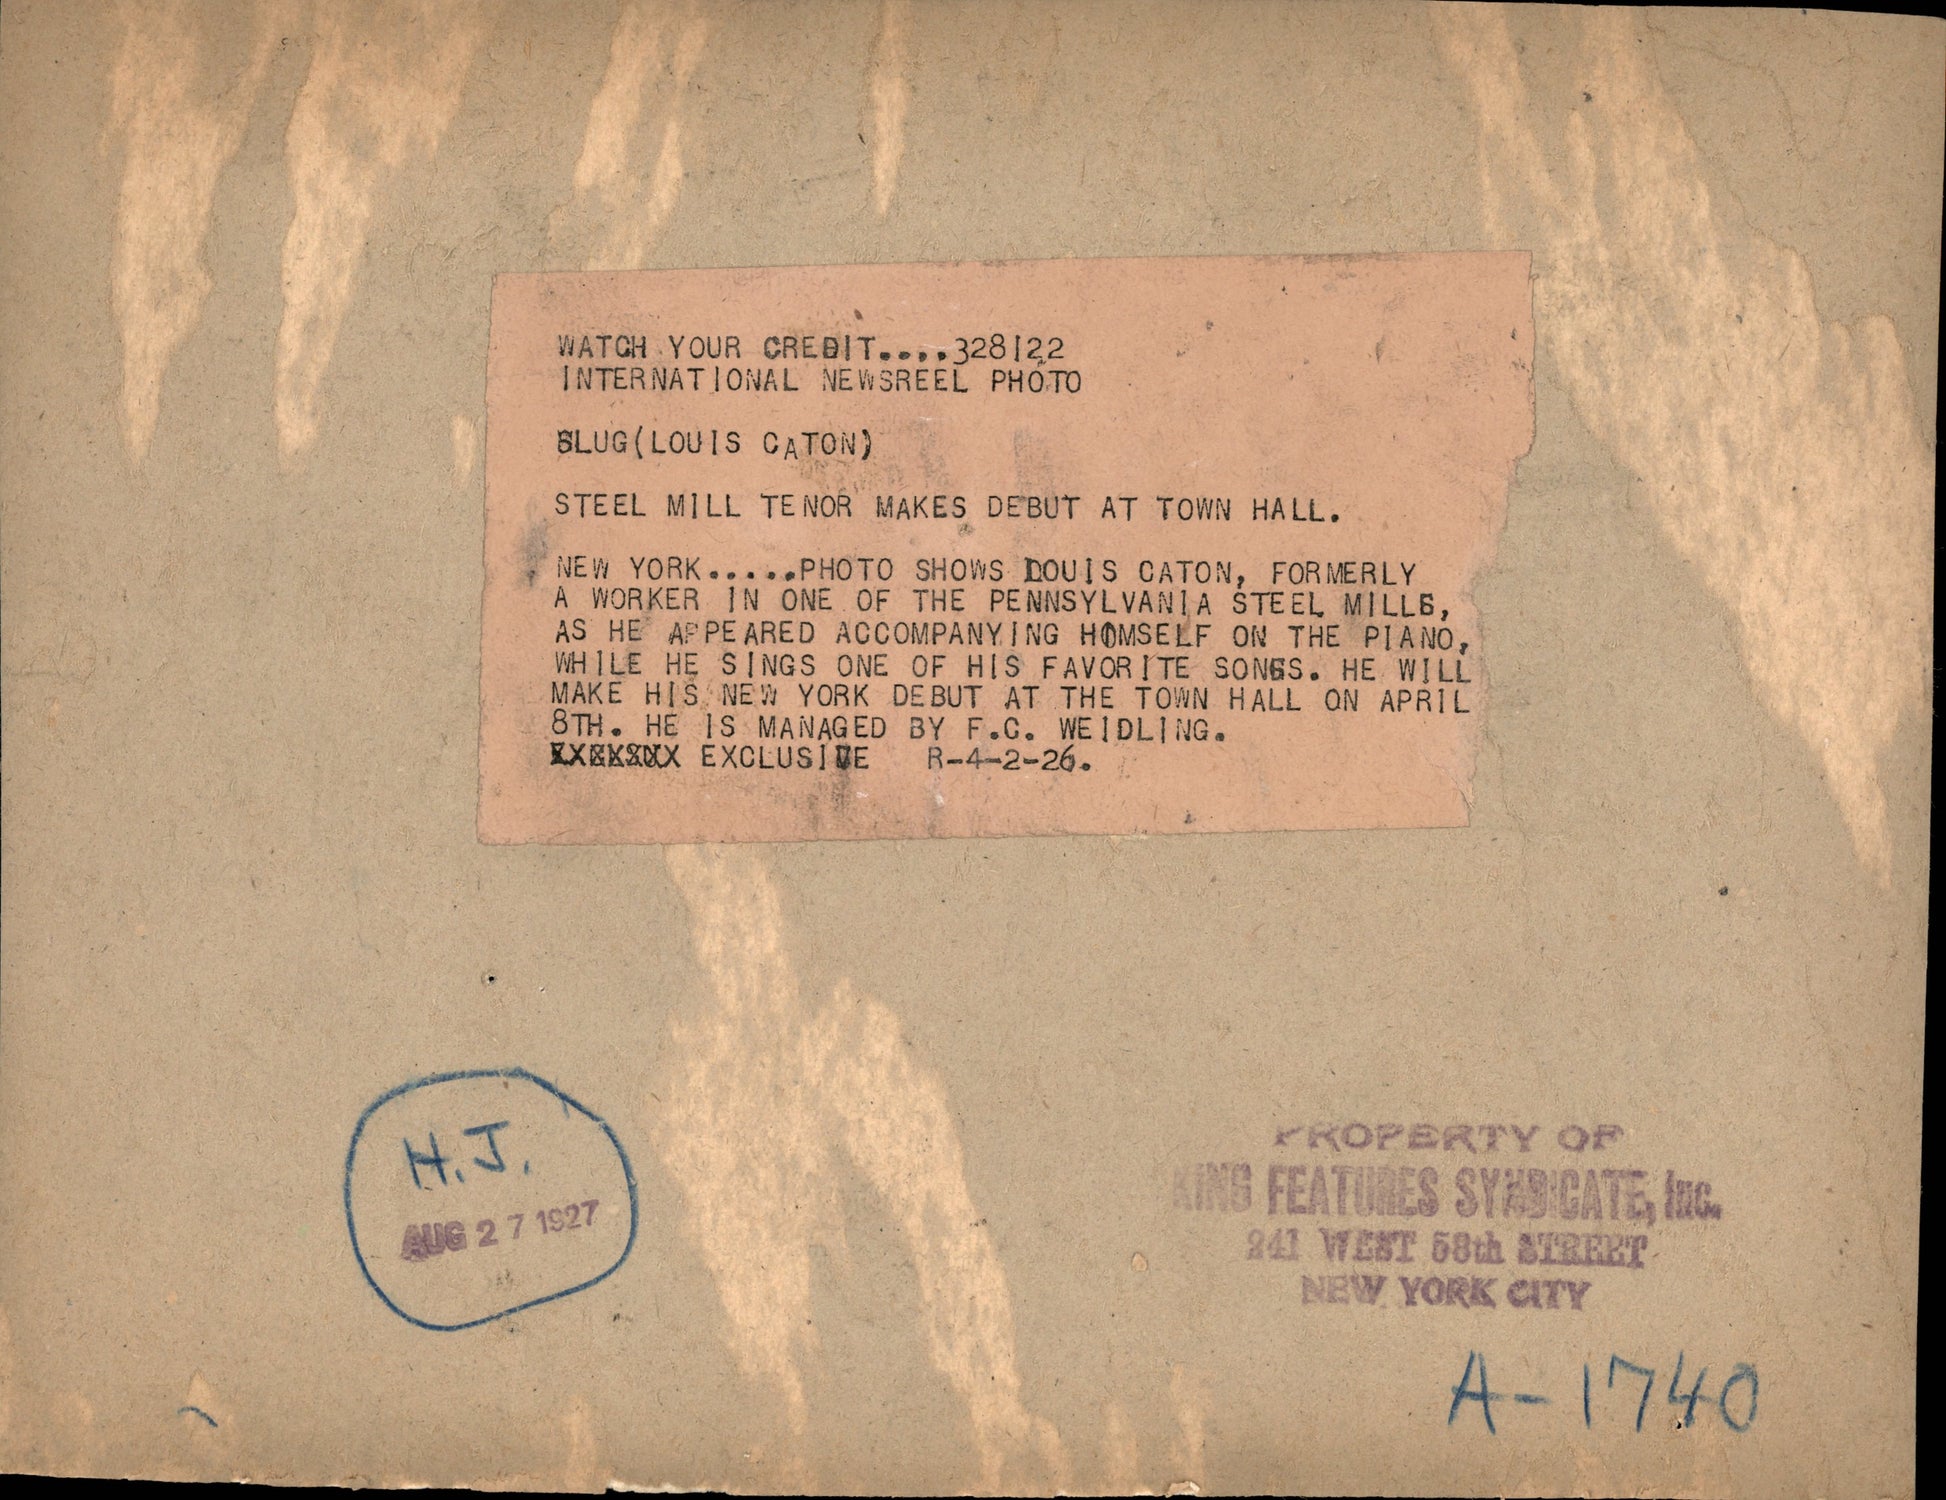 WATCH YOUR CREDIT....328122
INTERNATIONAL NEWSREEL PHOTO
SLUG(LOUIS CATON)
STEEL MILL TENOR MAKES DEBUT AT TOWN HALL.
NEW YORK.....PHOTO SHOWS LOUIS CATON, FORMERLY
A WORKER IN ONE OF THE PENNSYLVANIA STEEL MILLS,
AS HE APPEARED ACCOMPANYING HIMSELF ON THE PIANO,
WHILE HE SINGS ONE OF HIS FAVORITE SONGS. HE WILL
MAKE HIS NEW YORK DEBUT AT THE TOWN HALL ON APRIL
8TH. HE IS MANAGED BY F.C. WEIDLING.
EXCLUSIVE R-4-2-26.
H.J.
AUG 27 1927
PROPERTY OF
KING FEATURES SYNDICATE, Inc.
241 WEST 58th STREET
NEW YORK CITY
A-1740